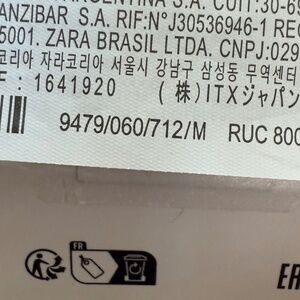 ARGENTINA S.A. CUIT:30-
ANZIBAR S.A. RIF:N°J30536946-1
5001. ZARA BRASIL LTDA. CNPJ:029
코리아 자라코리아 서울시 강남구 삼성동 무역센터
F : 1641920 (株)ITXジャパン
9479/060/712/M RUC 800
FR